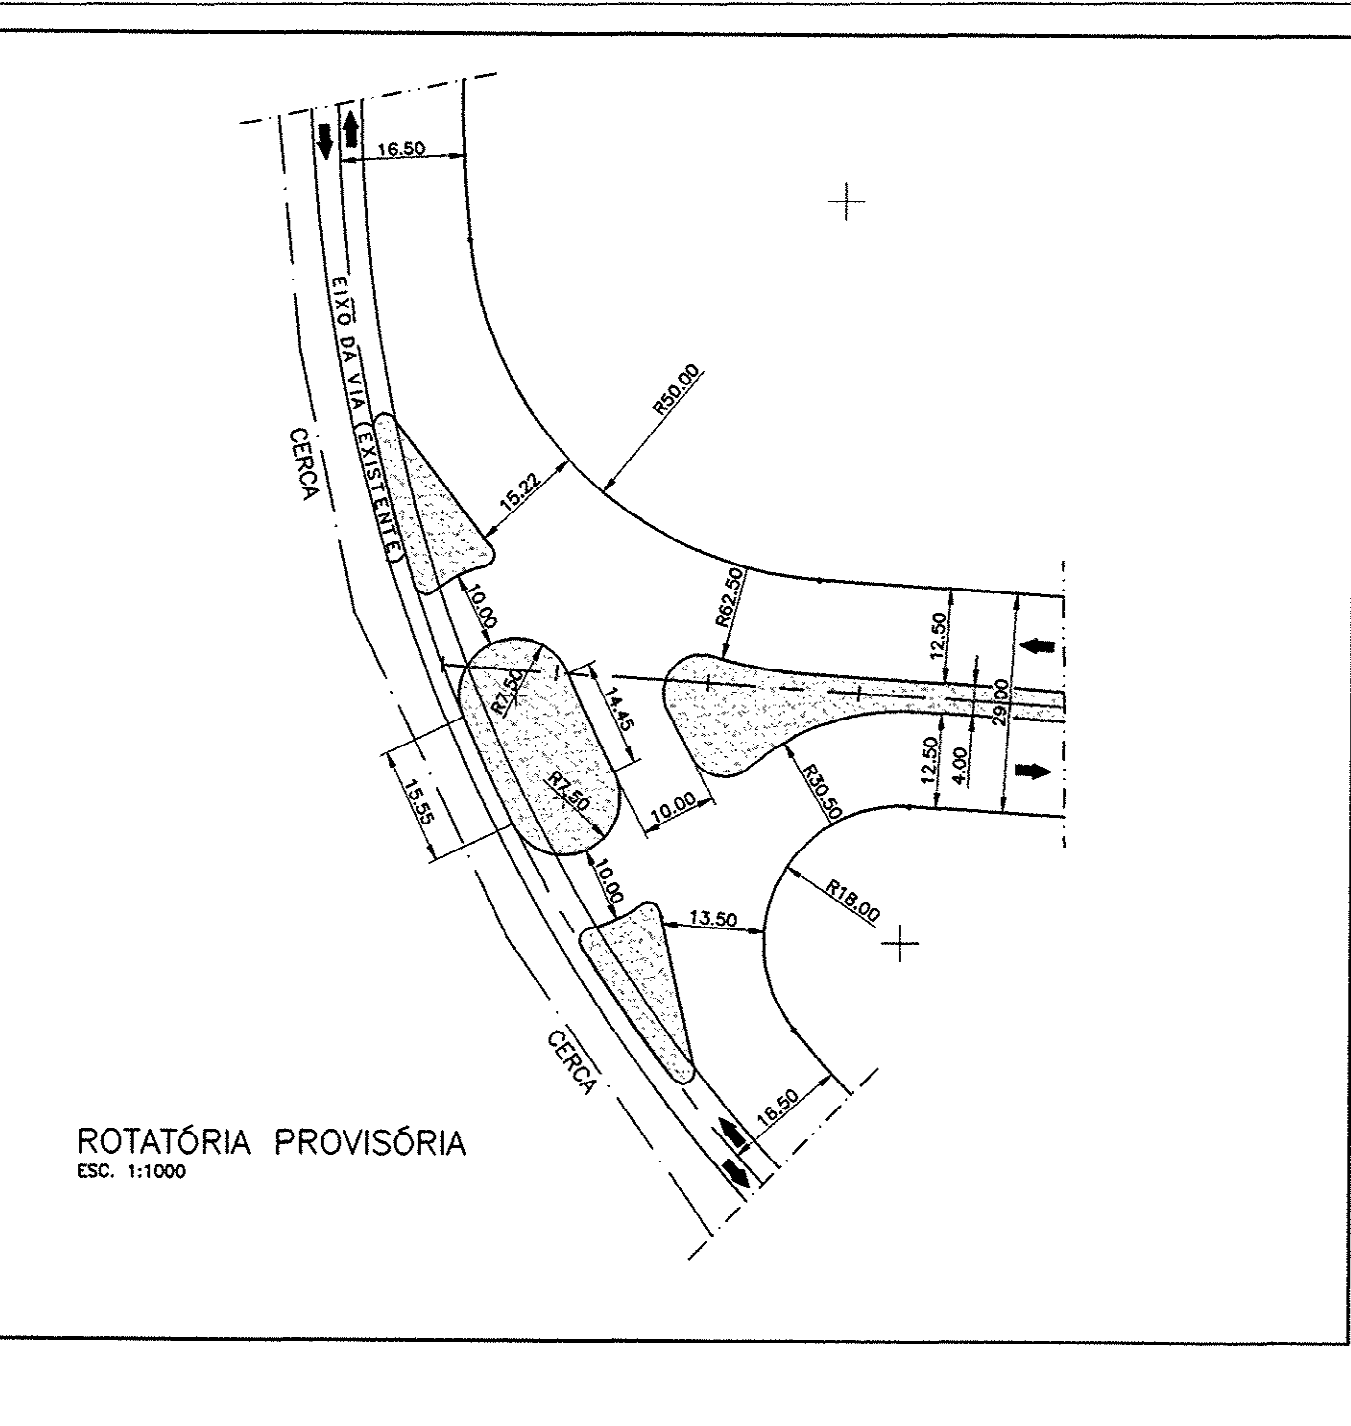 16.50
EIXO DA VIA (EXISTENTE)
CERCA
R50.00
15.22
10.00
R62.50
12.50
R7.50
14.45
29.00
12.50
4.00
R7.50
15.55
10.00
R30.50
10.00
R18.00
13.50
CERCA
16.50
ROTATÓRIA PROVISÓRIA
ESC. 1:1000